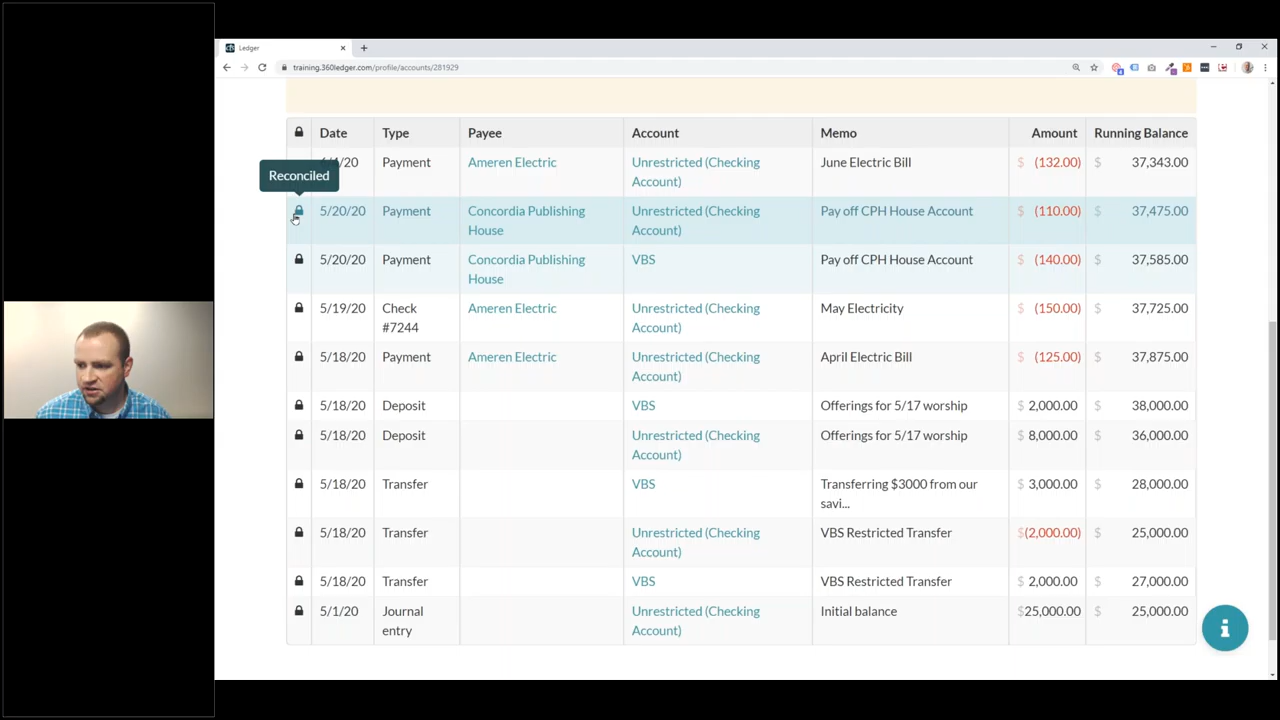 Ledger
training.360ledger.com/profile/accounts/281929
Date Type Payee Account Memo Amount Running Balance
/20 Payment Ameren Electric Unrestricted (Checking June Electric Bill $ (132.00) $ 37,343.00
Account)
Reconciled
5/20/20 Payment Concordia Publishing Unrestricted (Checking Pay off CPH House Account $ (110.00) $ 37,475.00
House Account)
5/20/20 Payment Concordia Publishing VBS Pay off CPH House Account $ (140.00) $ 37,585.00
House
5/19/20 Check Ameren Electric Unrestricted (Checking May Electricity $ (150.00) $ 37,725.00
#7244 Account)
5/18/20 Payment Ameren Electric Unrestricted (Checking April Electric Bill $ (125.00) $ 37,875.00
Account)
5/18/20 Deposit VBS Offerings for 5/17 worship $ 2,000.00 $ 38,000.00
5/18/20 Deposit Unrestricted (Checking Offerings for 5/17 worship $ 8,000.00 $ 36,000.00
Account)
5/18/20 Transfer VBS Transferring $3000 from our $ 3,000.00 $ 28,000.00
savi...
5/18/20 Transfer Unrestricted (Checking VBS Restricted Transfer $(2,000.00) $ 25,000.00
Account)
5/18/20 Transfer VBS VBS Restricted Transfer $ 2,000.00 $ 27,000.00
5/1/20 Journal Unrestricted (Checking Initial balance $25,000.00 $ 25,000.00
entry Account)